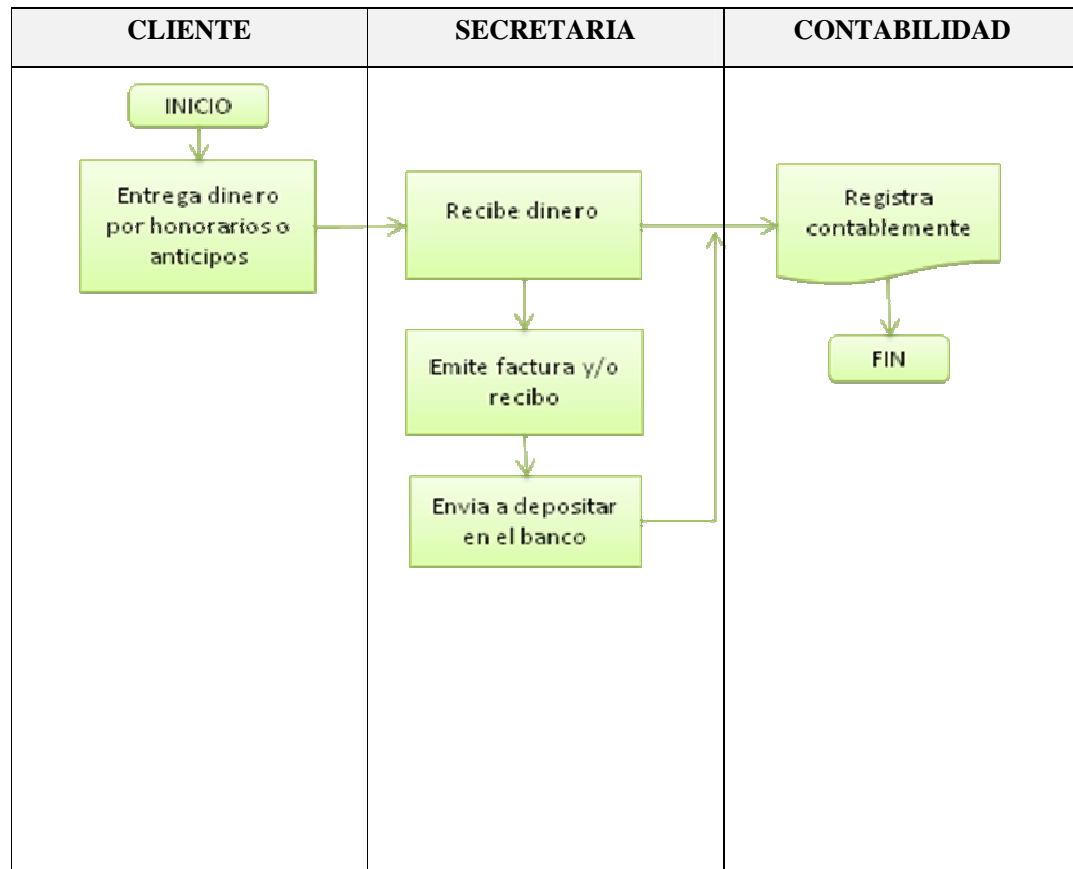 CLIENTE
SECRETARIA
CONTABILIDAD
INICIO
Entrega dinero
por honorarios o
anticipos
Recibe dinero
Emite factura y/o
recibo
Envia a depositar
en el banco
Registra
contablemente
FIN